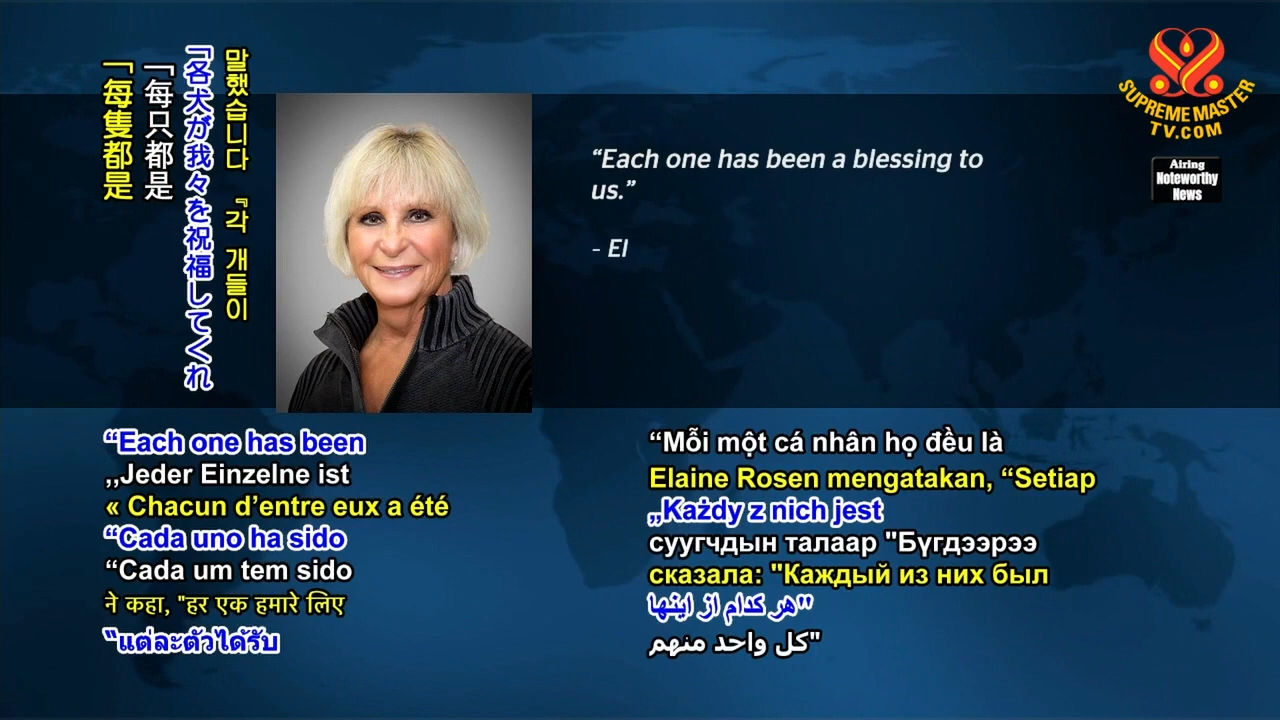 말했습니다 『각 개들이
「各犬が我々を祝福してくれ
「每只都是
「每隻都是
“Each one has been a blessing to
us.”
- El
SUPREME MASTER
TV.COM
Airing
Noteworthy
News
“Each one has been
,,Jeder Einzelne ist
« Chacun d’entre eux a été
“Cada uno ha sido
“Cada um tem sido
ने कहा, "हर एक हमारे लिए
“แต่ละตัวได้รับ
“Mỗi một cá nhân họ đều là
Elaine Rosen mengatakan, “Setiap
„Każdy z nich jest
суугчдын талаар "Бүгдээрээ
сказала: "Каждый из них был
"هر کدام از اینها
"كل واحد منهم